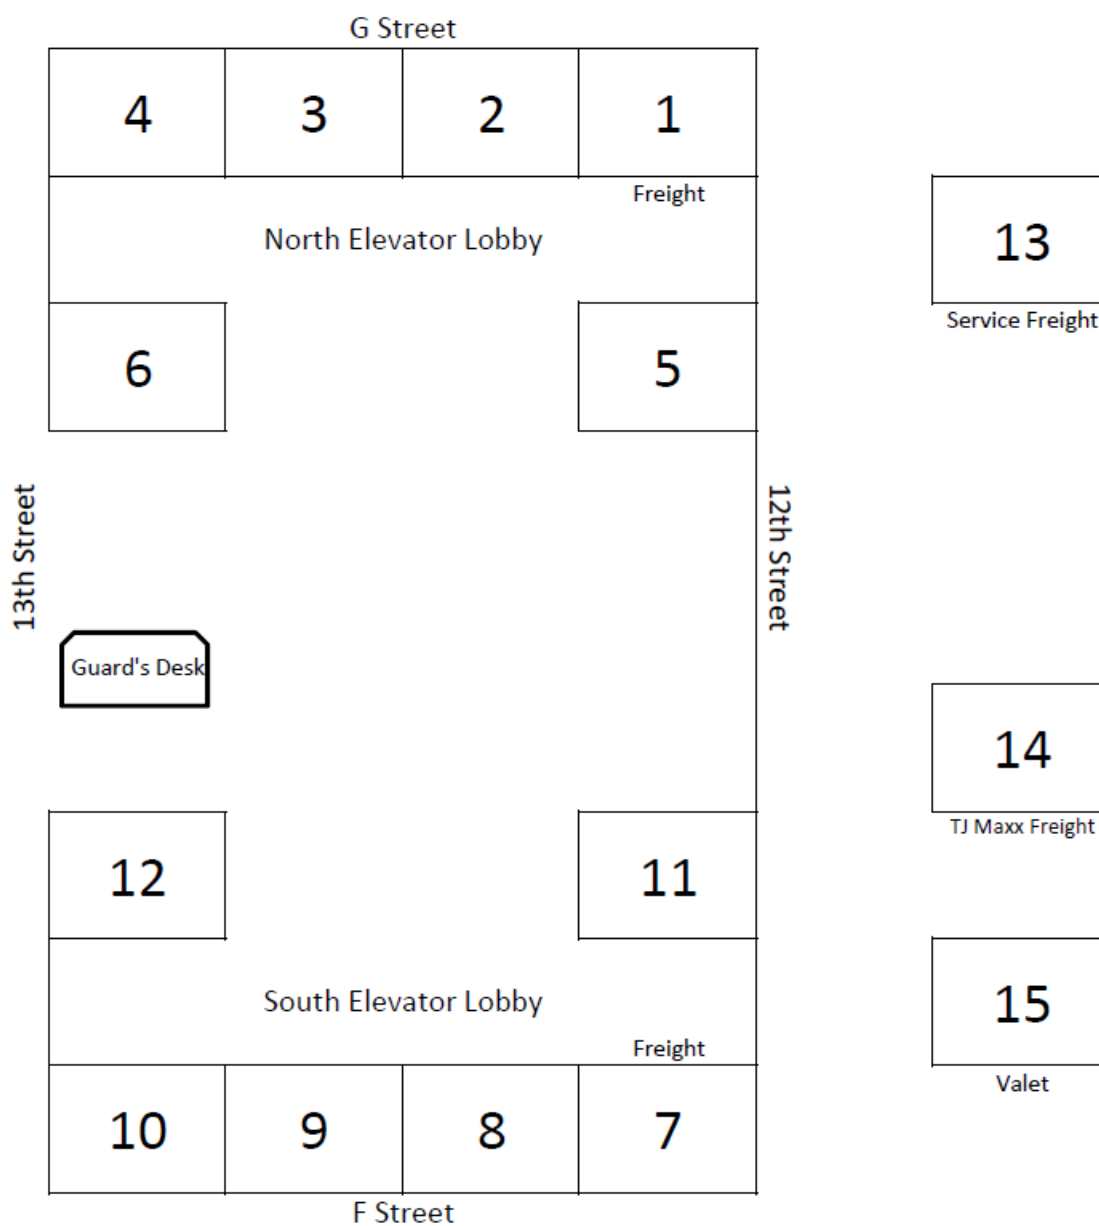 G Street
4 3 2 1
Freight
North Elevator Lobby
13
Service Freight
6 5
13th Street
12th Street
Guard's Desk
14
TJ Maxx Freight
12 11
South Elevator Lobby
15
Freight
Valet
10 9 8 7
F Street